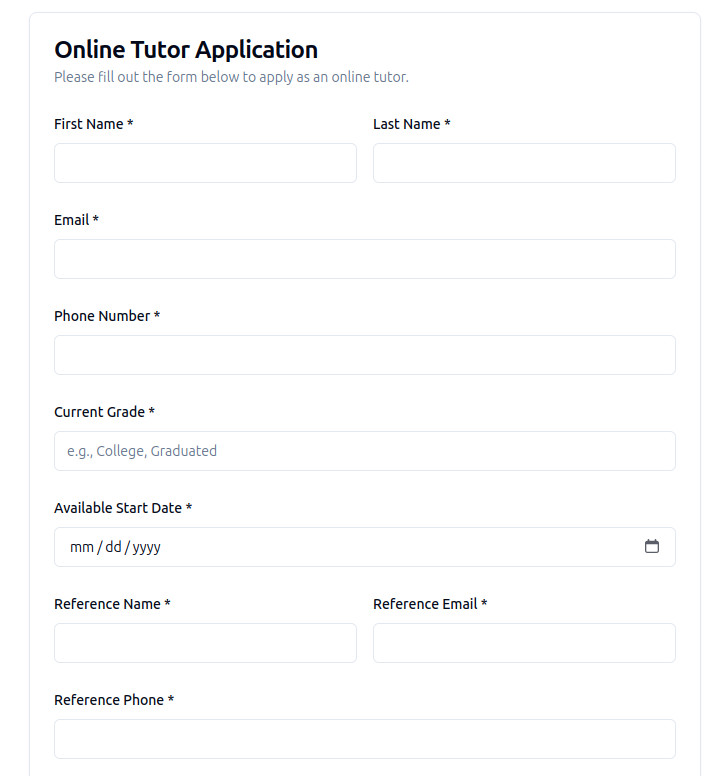 Online Tutor Application
Please fill out the form below to apply as an online tutor.
First Name * Last Name *
Email *
Phone Number *
Current Grade *
e.g., College, Graduated
Available Start Date *
mm / dd / yyyy
Reference Name * Reference Email *
Reference Phone *